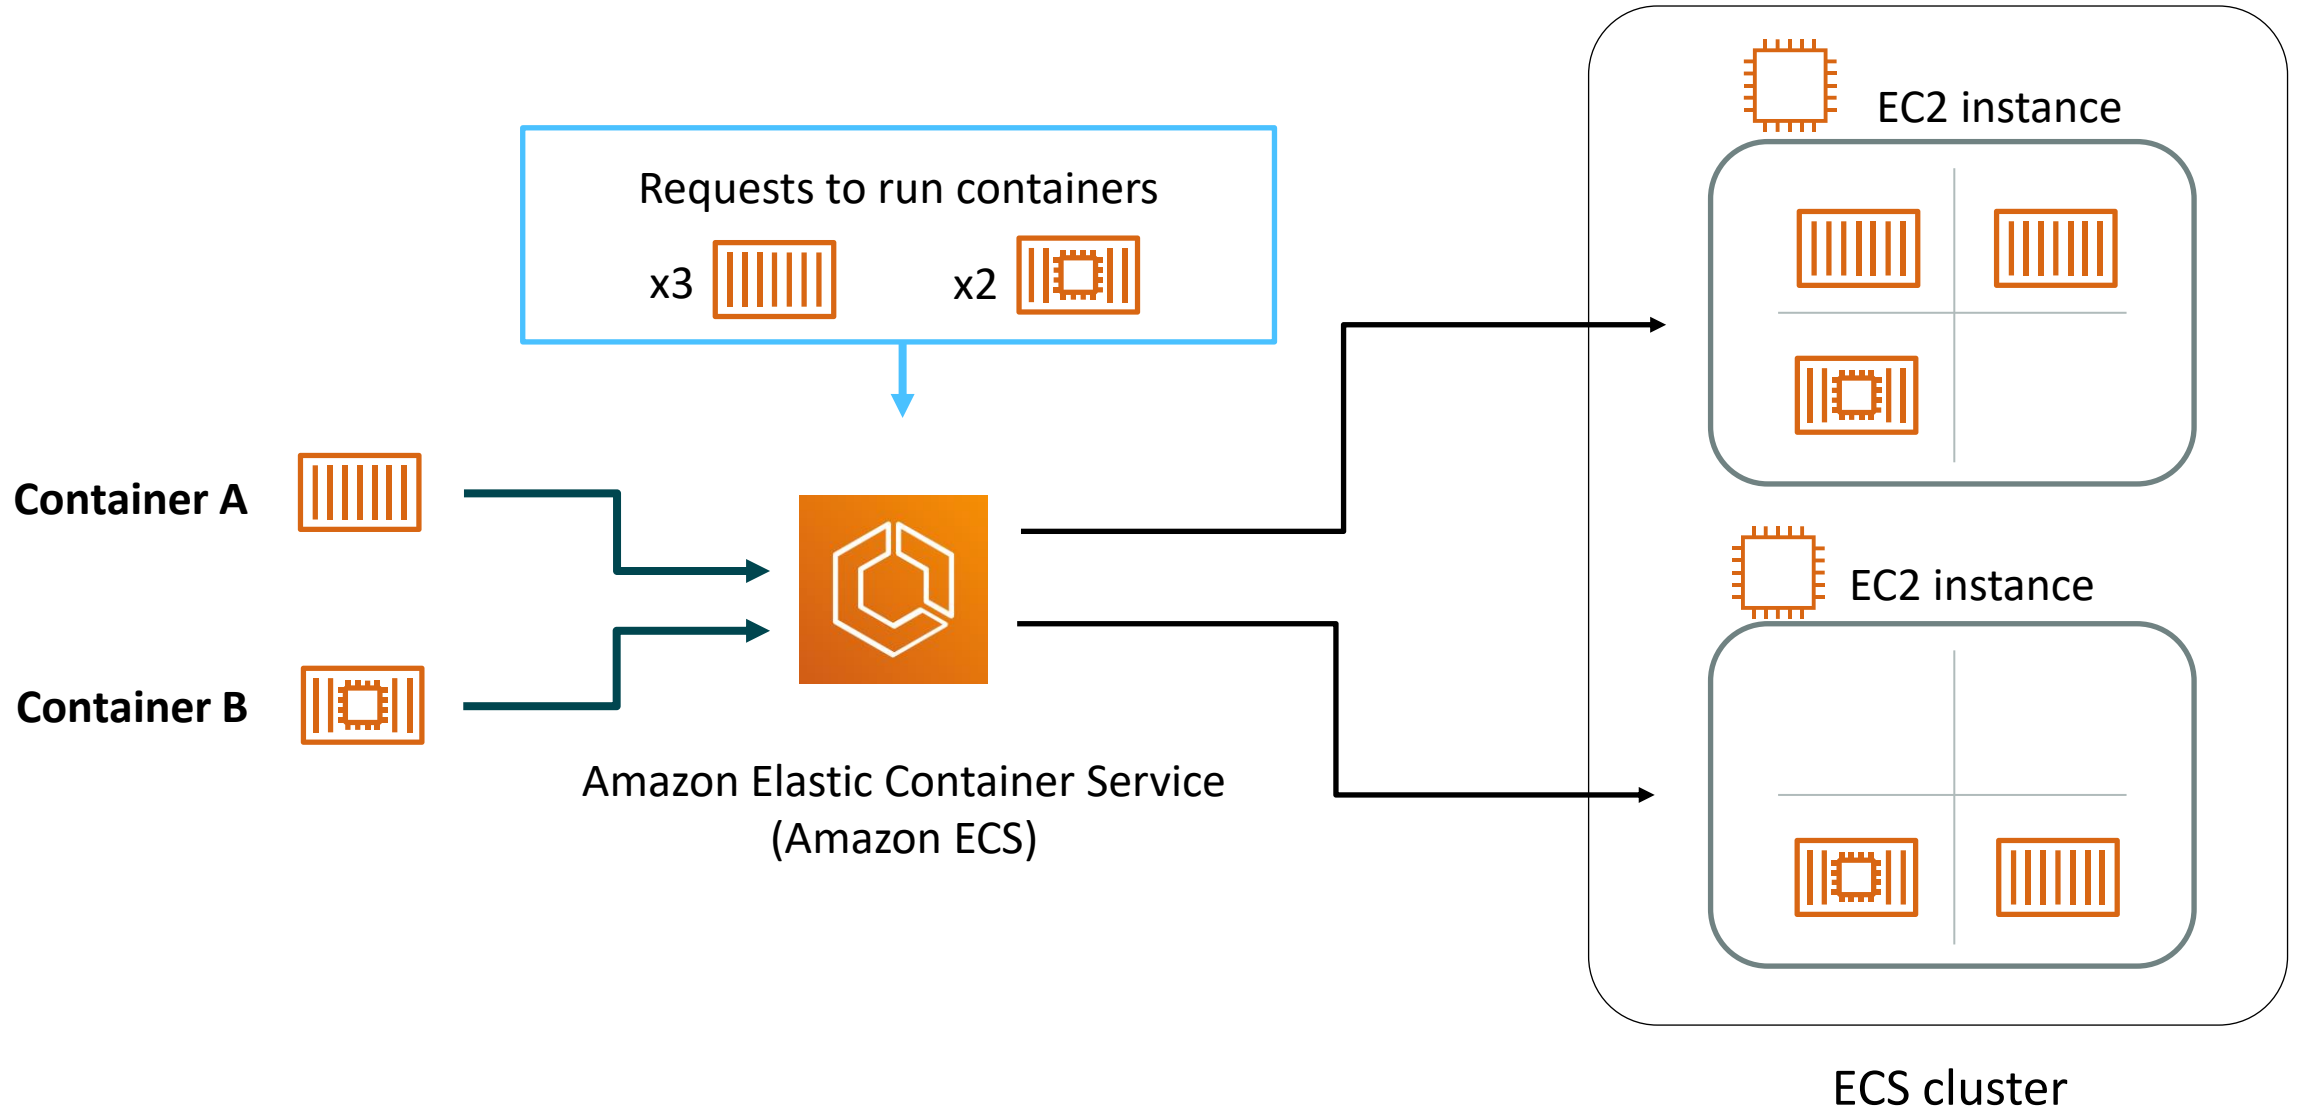 EC2 instance
Requests to run containers
x3
x2
Container A
EC2 instance
Container B
Amazon Elastic Container Service
(Amazon ECS)
ECS cluster